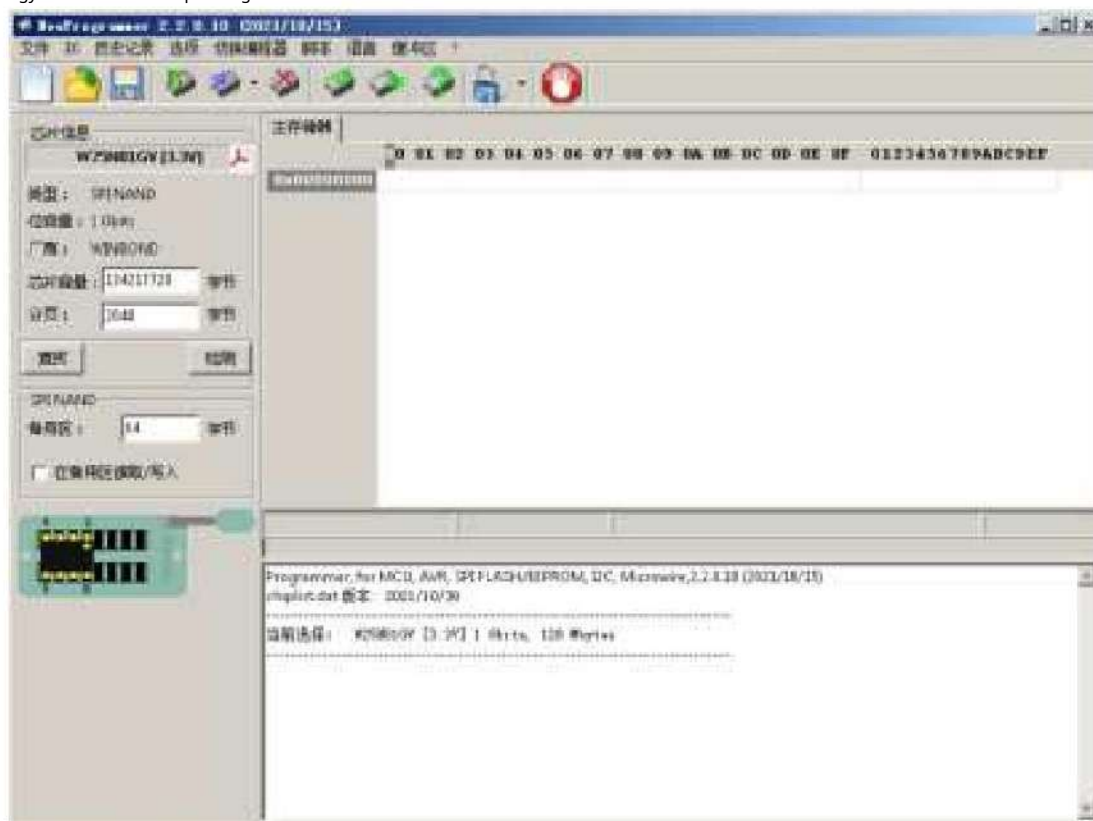 NeoProgrammer 2.2.0.10 (2021/10/15)
文件 历史记录 选项 切换编程器 脚本 语言 缓冲区 ?
芯片信息
W25N01GV [3.3V]
类型： SPI NAND
位容量：1 Gbits
厂商： WINBOND
芯片容量：134217728 字节
分页： 2048 字节
查找 检测
SPI NAND
备用区： 64 字节
在备用区读取/写入
主存储器
00 01 02 03 04 05 06 07 08 09 0A 0B 0C 0D 0E 0F 0123456789ABCDEF
Programmer, for MCU, AVR, SPI FLASH/EEPROM, I2C, Microwire,2.2.0.10 (2021/10/15)
chiplist.dat 版本: 2021/10/30
当前选择： W25N01GV [3.3V] 1 Gbits, 128 Mbytes